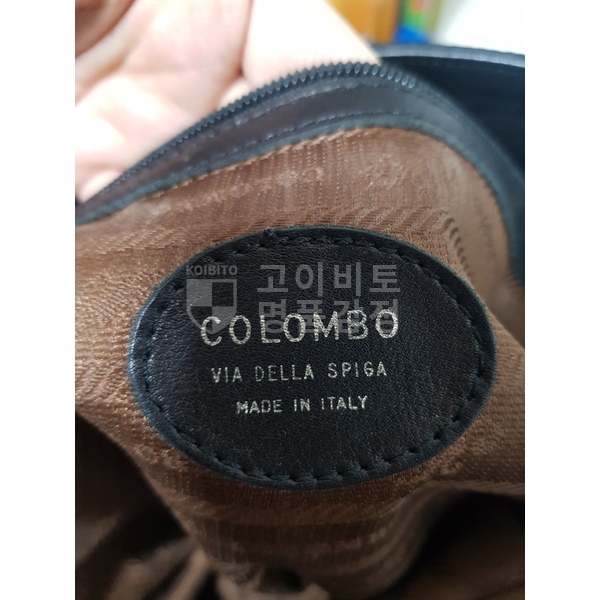 KOIBITO
고이비토
명품감정
COLOMBO
VIA DELLA SPIGA
MADE IN ITALY